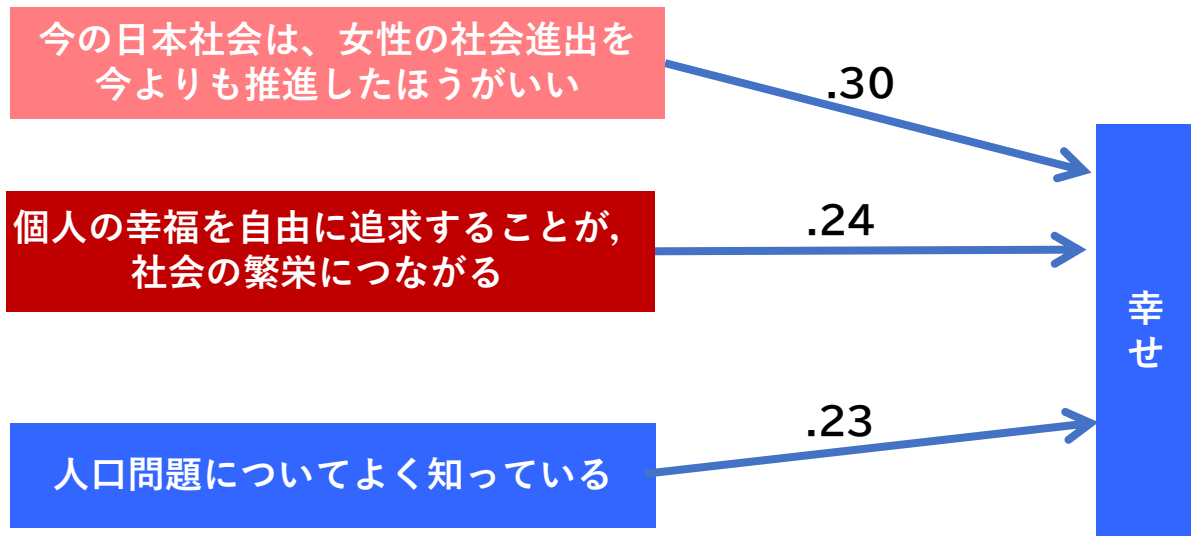 今の日本社会は、女性の社会進出を
今よりも推進したほうがいい
.30
個人の幸福を自由に追求することが,
社会の繁栄につながる
.24
幸せ
人口問題についてよく知っている
.23